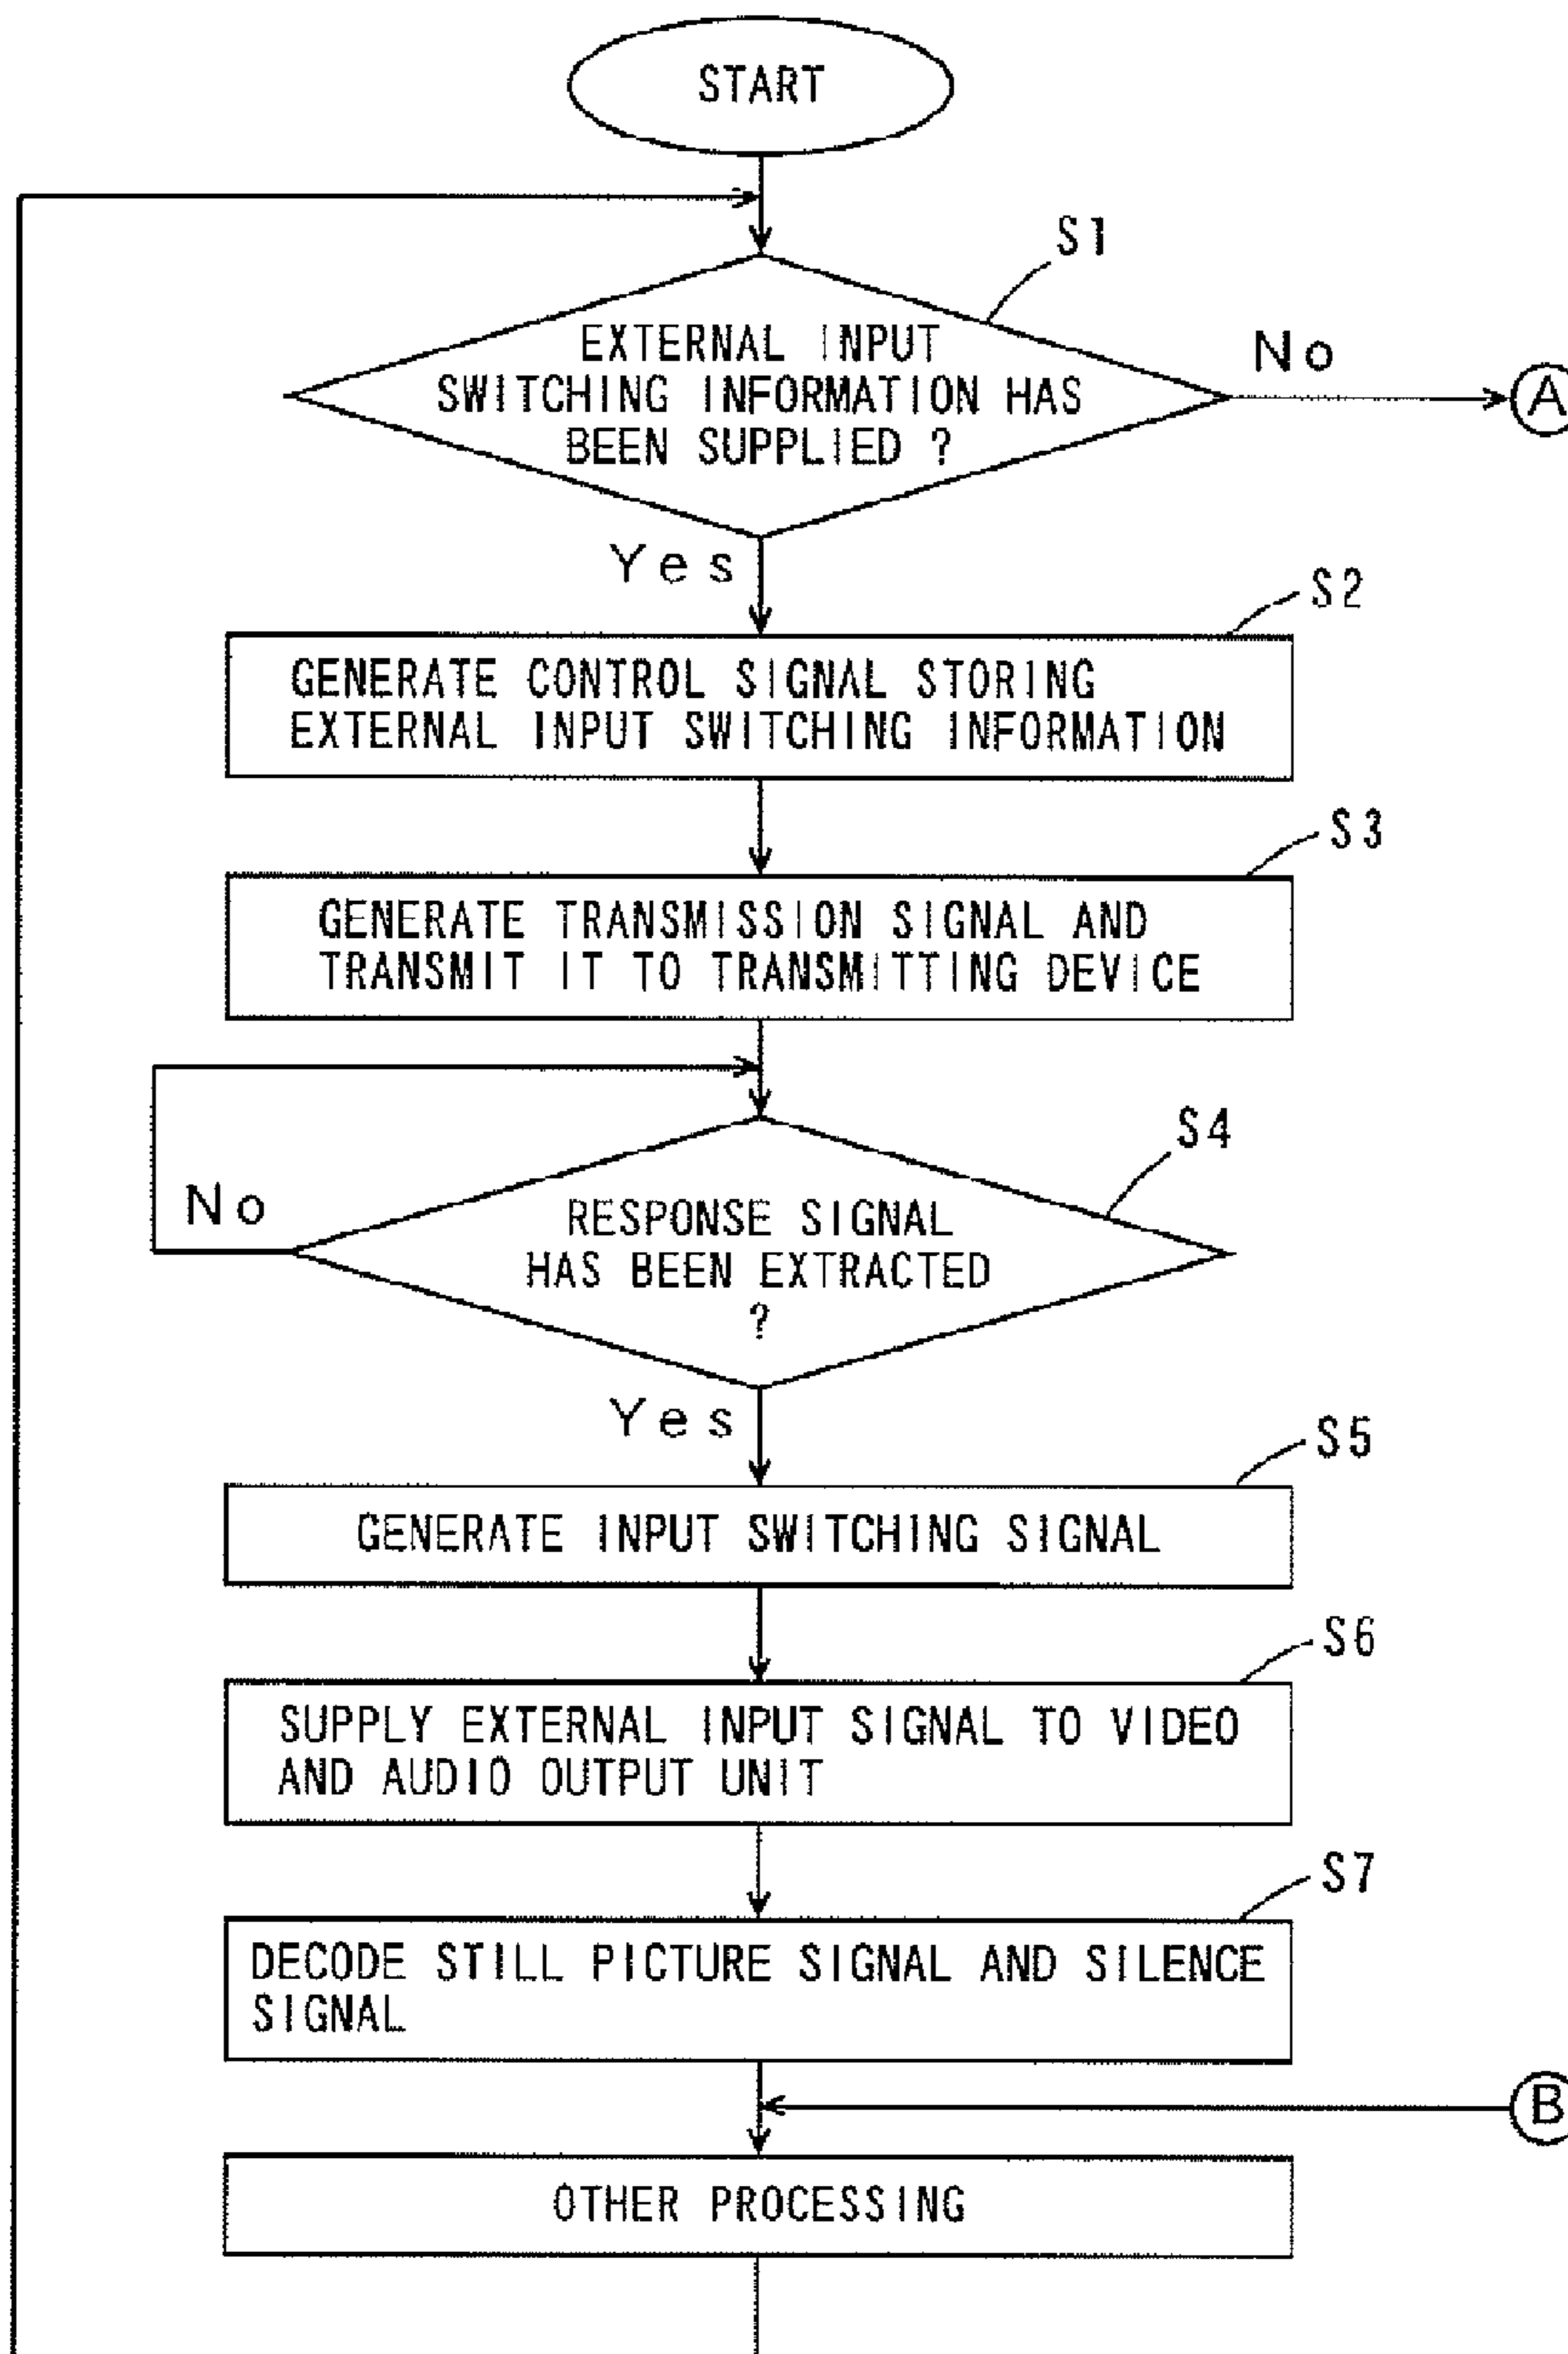 START
S1
EXTERNAL INPUT
SWITCHING INFORMATION HAS
BEEN SUPPLIED ?
No
A
Yes
S2
GENERATE CONTROL SIGNAL STORING
EXTERNAL INPUT SWITCHING INFORMATION
S3
GENERATE TRANSMISSION SIGNAL AND
TRANSMIT IT TO TRANSMITTING DEVICE
S4
No
RESPONSE SIGNAL
HAS BEEN EXTRACTED
?
Yes
S5
GENERATE INPUT SWITCHING SIGNAL
S6
SUPPLY EXTERNAL INPUT SIGNAL TO VIDEO
AND AUDIO OUTPUT UNIT
S7
DECODE STILL PICTURE SIGNAL AND SILENCE
SIGNAL
B
OTHER PROCESSING